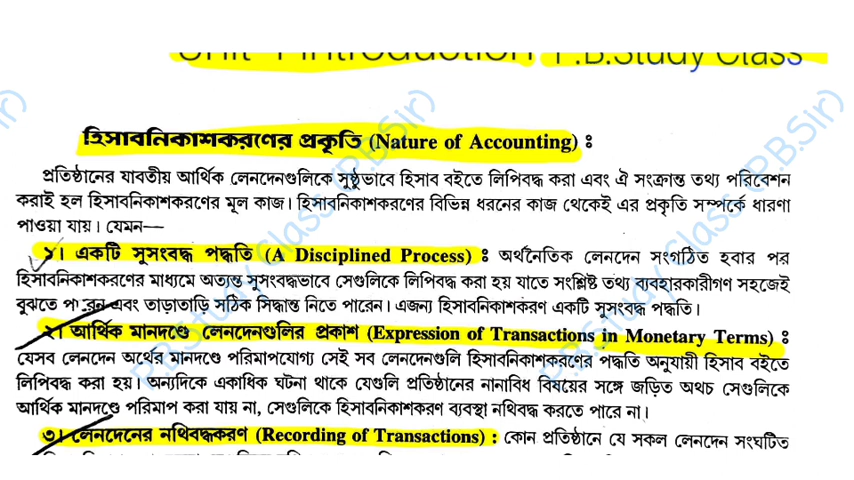 Unit-1 Introduction P.B.Study Class
হিসাবনিকাশকরণের প্রকৃতি (Nature of Accounting) :
প্রতিষ্ঠানের যাবতীয় আর্থিক লেনদেনগুলিকে সুষ্ঠুভাবে হিসাব বইতে লিপিবদ্ধ করা এবং ঐ সংক্রান্ত তথ্য পরিবেশন
করাই হল হিসাবনিকাশকরণের মূল কাজ। হিসাবনিকাশকরণের বিভিন্ন ধরনের কাজ থেকেই এর প্রকৃতি সম্পর্কে ধারণা
পাওয়া যায়। যেমন—
১। একটি সুসংবদ্ধ পদ্ধতি (A Disciplined Process) : অর্থনৈতিক লেনদেন সংগঠিত হবার পর
হিসাবনিকাশকরণের মাধ্যমে অত্যন্ত সুসংবদ্ধভাবে সেগুলিকে লিপিবদ্ধ করা হয় যাতে সংশ্লিষ্ট তথ্য ব্যবহারকারীগণ সহজেই
বুঝতে পারেন এবং তাড়াতাড়ি সঠিক সিদ্ধান্ত নিতে পারেন। এজন্য হিসাবনিকাশকরণ একটি সুসংবদ্ধ পদ্ধতি।
২। আর্থিক মানদণ্ডে লেনদেনগুলির প্রকাশ (Expression of Transactions in Monetary Terms) :
যেসব লেনদেন অর্থের মানদণ্ডে পরিমাপযোগ্য সেই সব লেনদেনগুলি হিসাবনিকাশকরণের পদ্ধতি অনুযায়ী হিসাব বইতে
লিপিবদ্ধ করা হয়। অন্যদিকে একাধিক ঘটনা থাকে যেগুলি প্রতিষ্ঠানের নানাবিধ বিষয়ের সঙ্গে জড়িত অথচ সেগুলিকে
আর্থিক মানদণ্ডে পরিমাপ করা যায় না, সেগুলিকে হিসাবনিকাশকরণ ব্যবস্থা নথিবদ্ধ করতে পারে না।
৩। লেনদেনের নথিবদ্ধকরণ (Recording of Transactions) : কোন প্রতিষ্ঠানে যে সকল লেনদেন সংঘটিত
P.B.Study Class (P.B.Sir)
P.B.Study Class (P.B.Sir)